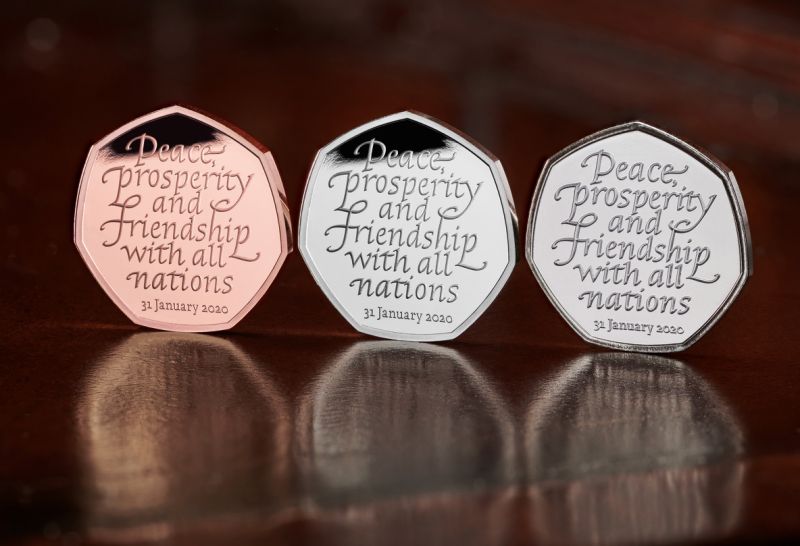 Peace,
prosperity
and
friendship
with all
nations
31 January 2020
Peace,
prosperity
and
friendship
with all
nations
31 January 2020
Peace,
prosperity
and
friendship
with all
nations
31 January 2020